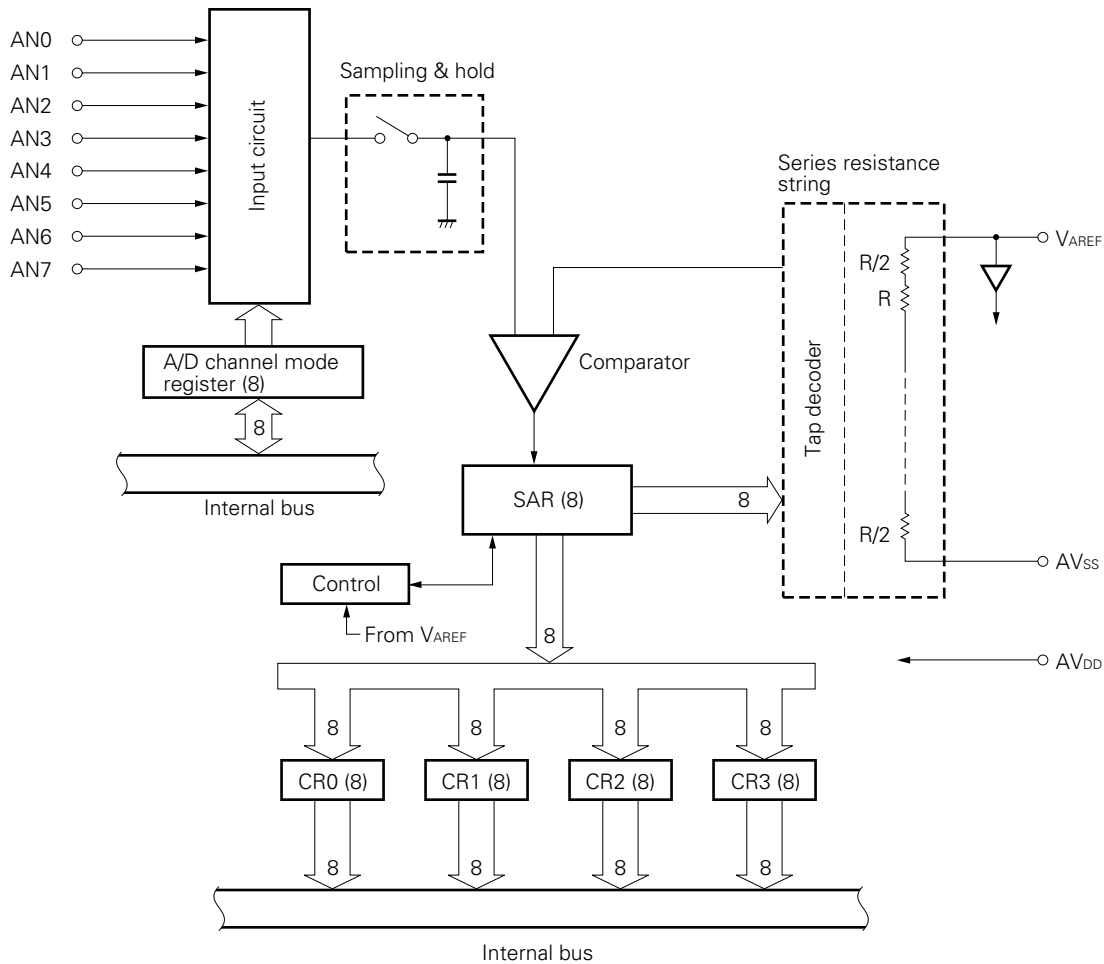 AN0
AN1
AN2
AN3
AN4
AN5
AN6
AN7
Input circuit
Sampling & hold
Series resistance
string
VAREF
R/2
R
Tap decoder
R/2
AVSS
AVDD
Comparator
A/D channel mode
register (8)
8
Internal bus
SAR (8)
8
Control
From VAREF
8
8
8
8
8
CR0 (8)
CR1 (8)
CR2 (8)
CR3 (8)
8
8
8
8
Internal bus